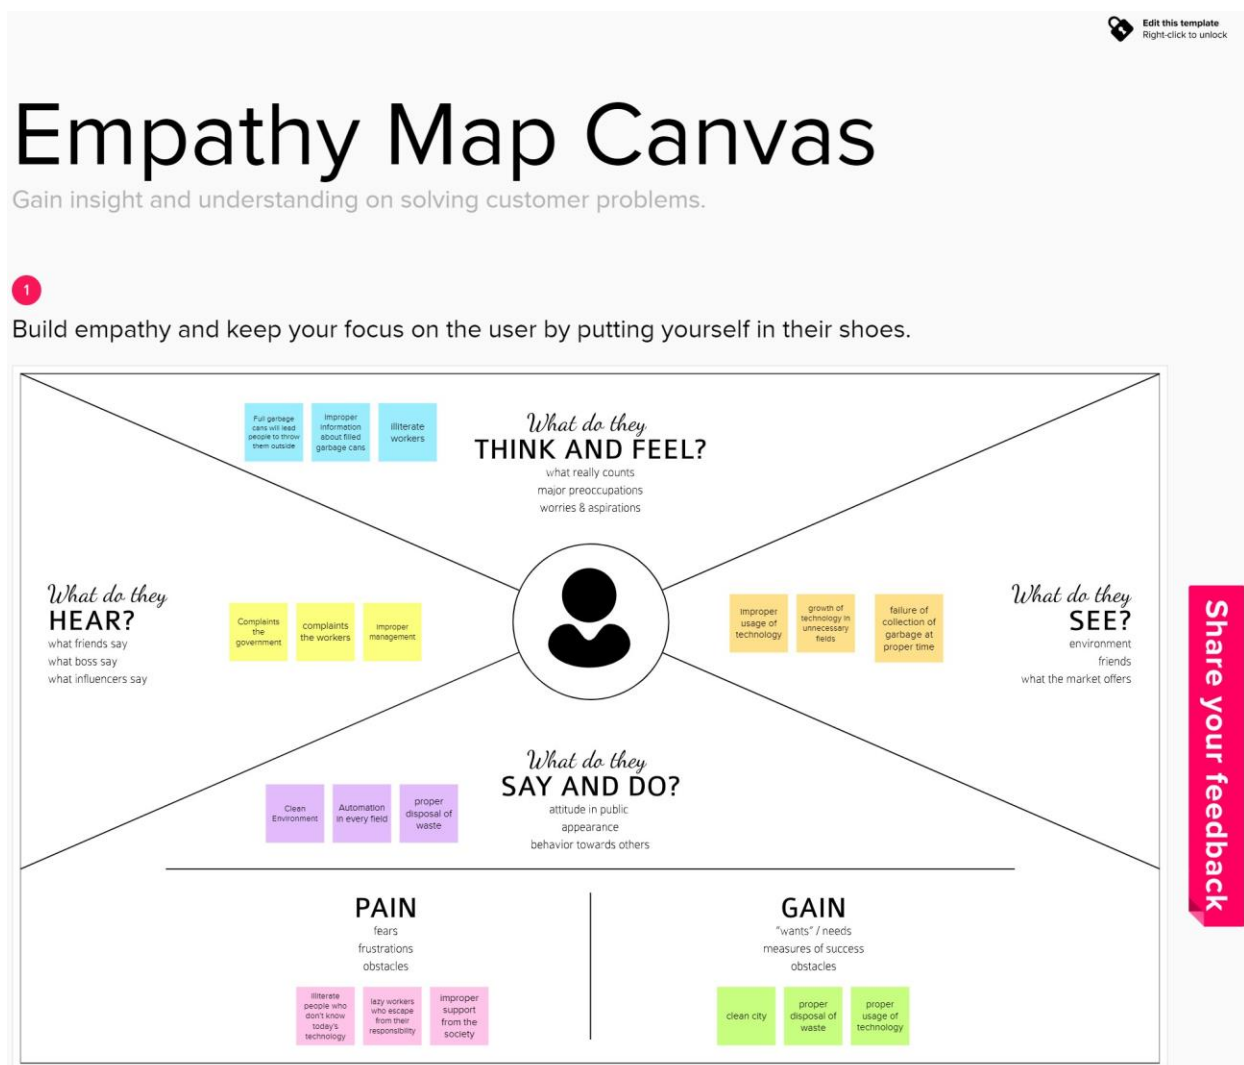 Edit this template
Right-click to unlock
Empathy Map Canvas
Gain insight and understanding on solving customer problems.
1
Build empathy and keep your focus on the user by putting yourself in their shoes.
Full garbage
cans will lead
people to throw
them outside
Improper
information
about filled
garbage cans
illiterate
workers
What do they
THINK AND FEEL?
what really counts
major preoccupations
worries & aspirations
What do they
HEAR?
what friends say
what boss say
what influencers say
Complaints
the
government
complaints
the workers
improper
management
Improper
usage of
technology
growth of
technology in
unnecessary
fields
failure of
collection of
garbage at
proper time
What do they
SEE?
environment
friends
what the market offers
Share your feedback
What do they
SAY AND DO?
attitude in public
appearance
behavior towards others
Clean
Environment
Automation
in every field
proper
disposal of
waste
PAIN
fears
frustrations
obstacles
illiterate
people who
don't know
today's
technology
lazy workers
who escape
from their
responsibility
improper
support
from the
society
GAIN
"wants" / needs
measures of success
obstacles
clean city
proper
disposal of
waste
proper
usage of
technology